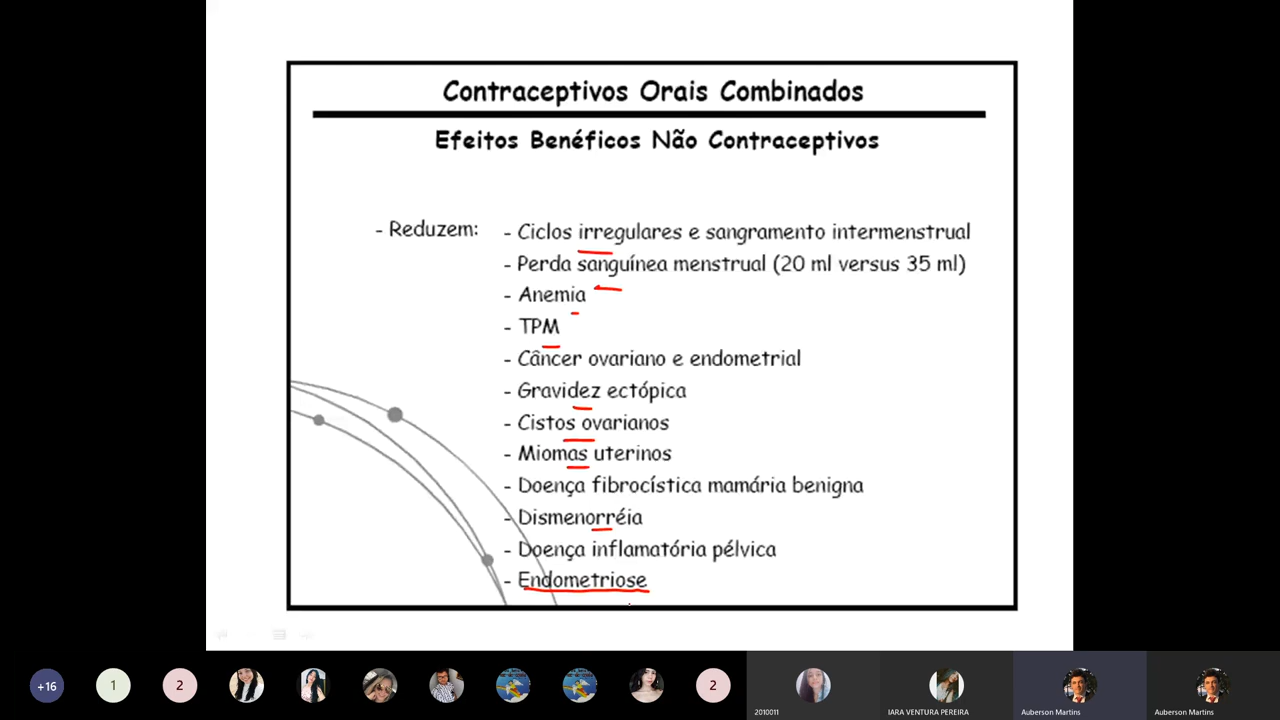 Contraceptivos Orais Combinados
Efeitos Benéficos Não Contraceptivos
- Reduzem: - Ciclos irregulares e sangramento intermenstrual
- Perda sanguínea menstrual (20 ml versus 35 ml)
- Anemia
- TPM
- Câncer ovariano e endometrial
- Gravidez ectópica
- Cistos ovarianos
- Miomas uterinos
- Doença fibrocística mamária benigna
- Dismenorréia
- Doença inflamatória pélvica
- Endometriose
+16 1 2 2
2010011 IARA VENTURA PEREIRA Auberson Martins Auberson Martins